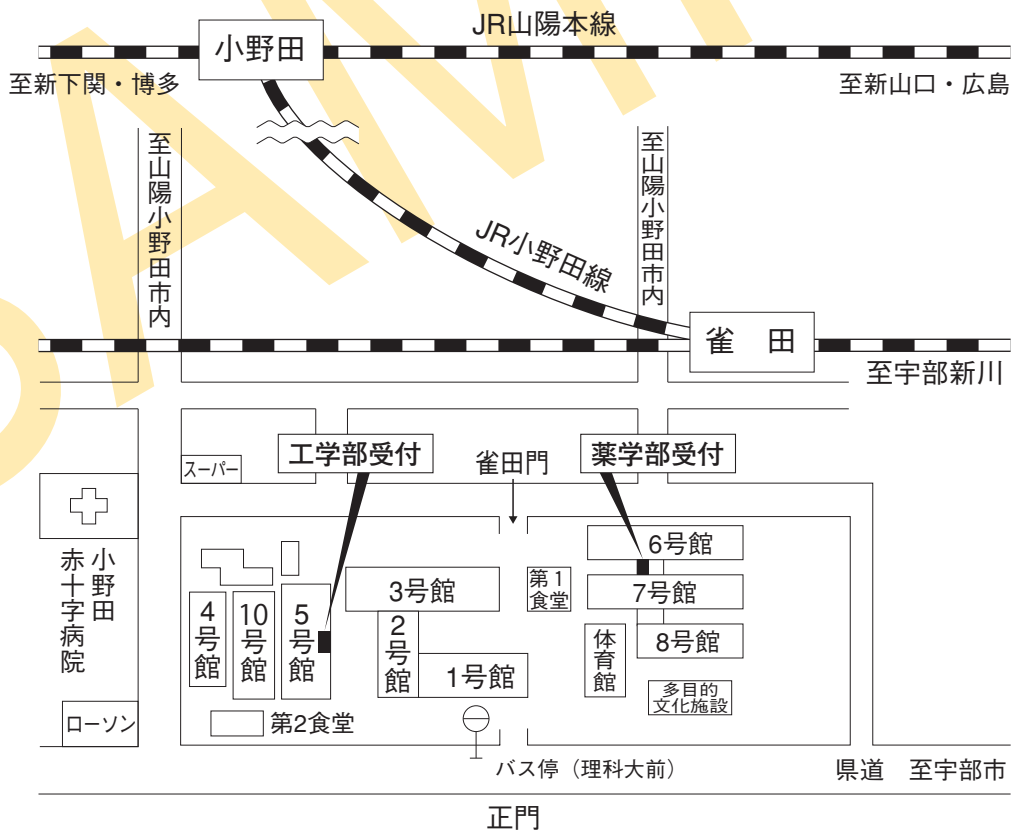 JR山陽本線
小野田
至新下関・博多
至新山口・広島
至山陽小野田市内
至山陽小野田市内
JR小野田線
雀 田
至宇部新川
スーパー
工学部受付
雀田門
薬学部受付
小野田
赤十字病院
ローソン
4号館
10号館
5号館
3号館
2号館
1号館
第2食堂
第1
食堂
6号館
7号館
8号館
体育館
多目的
文化施設
バス停（理科大前）
県道 至宇部市
正門